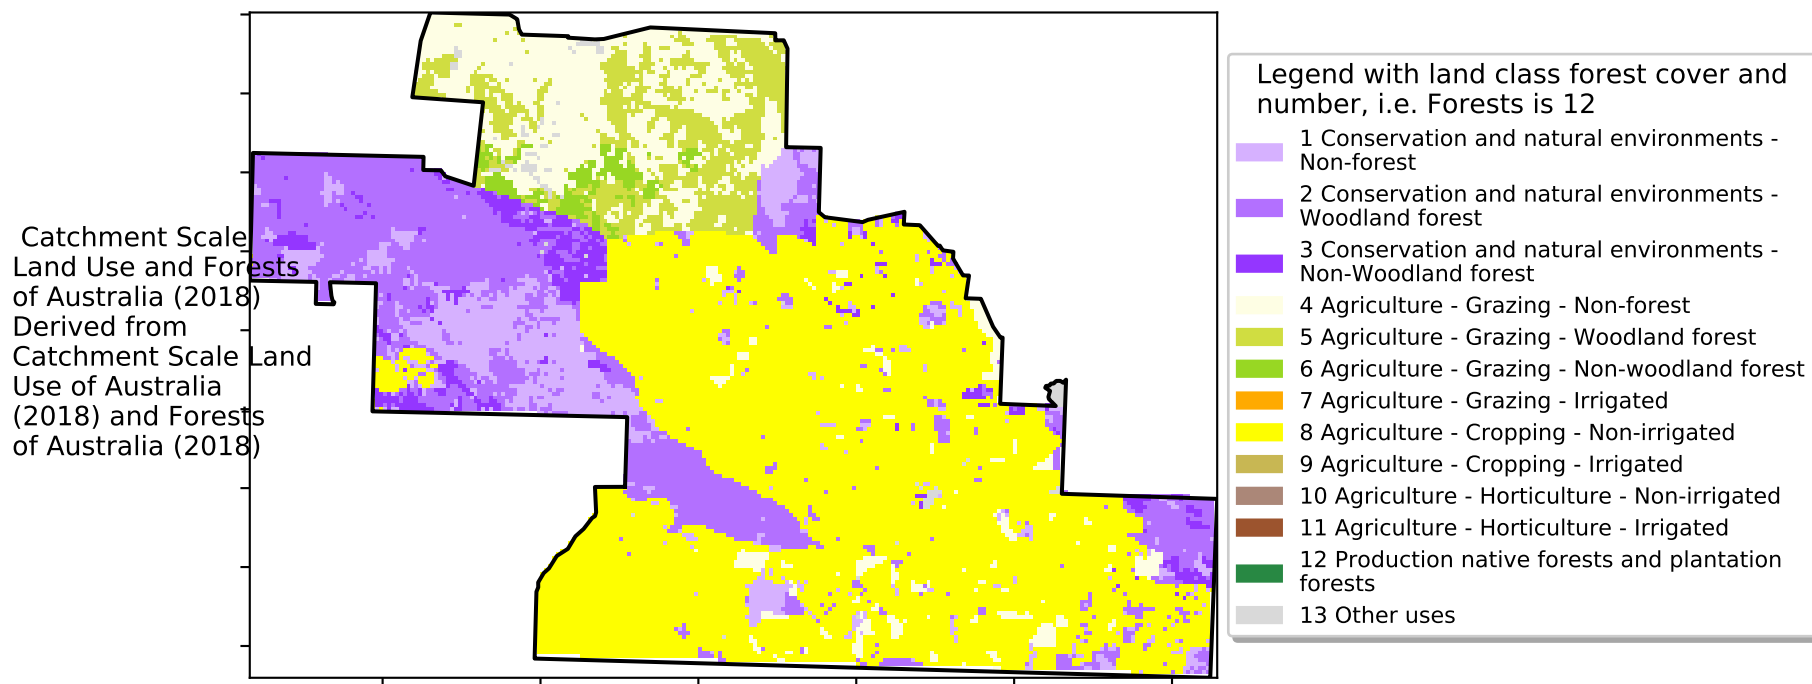 Catchment Scale
Land Use and Forests
of Australia (2018)
Derived from
Catchment Scale Land
Use of Australia
(2018) and Forests
of Australia (2018)
Legend with land class forest cover and
number, i.e. Forests is 12
1 Conservation and natural environments -
Non-forest
2 Conservation and natural environments -
Woodland forest
3 Conservation and natural environments -
Non-Woodland forest
4 Agriculture - Grazing - Non-forest
5 Agriculture - Grazing - Woodland forest
6 Agriculture - Grazing - Non-woodland forest
7 Agriculture - Grazing - Irrigated
8 Agriculture - Cropping - Non-irrigated
9 Agriculture - Cropping - Irrigated
10 Agriculture - Horticulture - Non-irrigated
11 Agriculture - Horticulture - Irrigated
12 Production native forests and plantation
forests
13 Other uses